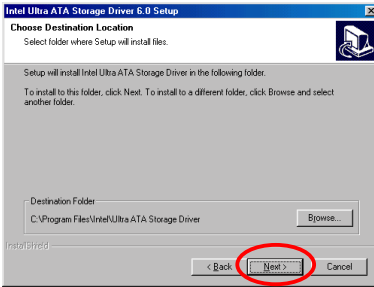 Intel Ultra ATA Storage Driver 6.0 Setup
Choose Destination Location
Select folder where Setup will install files.
Setup will install Intel Ultra ATA Storage Driver in the following folder.
To install to this folder, click Next. To install to a different folder, click Browse and select
another folder.
Destination Folder
C:\Program Files\Intel\Ultra ATA Storage Driver
Browse...
InstallShield
< Back
Next >
Cancel